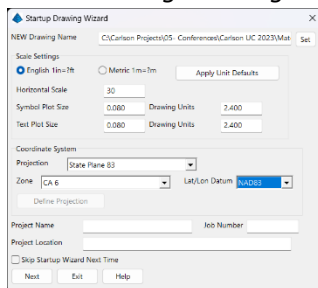 Startup Drawing Wizard
NEW Drawing Name C:\Carlson Projects\05- Conferences\Carlson UC 2023\Mat Set
Scale Settings
English 1in=?ft Metric 1m=?m Apply Unit Defaults
Horizontal Scale 30
Symbol Plot Size 0.080 Drawing Units 2.400
Text Plot Size 0.080 Drawing Units 2.400
Coordinate System
Projection State Plane 83
Zone CA 6 Lat/Lon Datum NAD83
Define Projection
Project Name Job Number
Project Location
Skip Startup Wizard Next Time
Next Exit Help